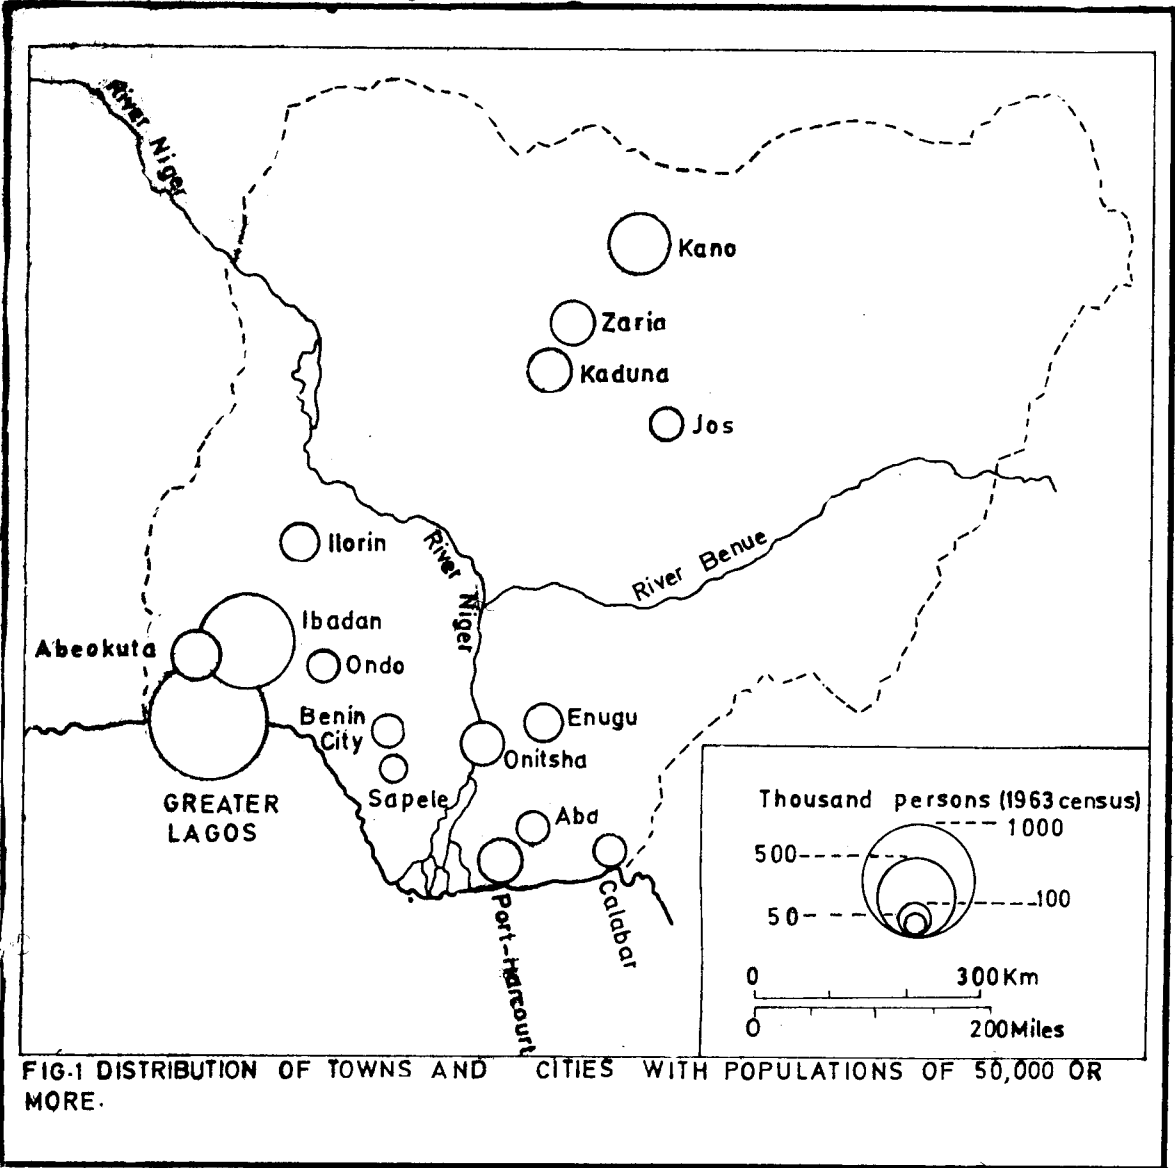 River Niger
Kano
Zaria
Kaduna
Jos
Ilorin
River Niger
River Benue
Ibadan
Abeokuta
Ondo
Benin
City
Enugu
Onitsha
Sapele
GREATER
LAGOS
Aba
Port-Harcourt
Calabar
Thousand persons (1963 census)
1000
500
100
50
0 300Km
0 200Miles
FIG.1 DISTRIBUTION OF TOWNS AND CITIES WITH POPULATIONS OF 50,000 OR
MORE.